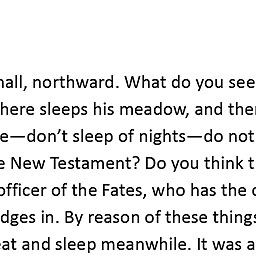 hall, northward. What do you see
here sleeps his meadow, and the
e—don’t sleep of nights—do not
e New Testament? Do you think t
officer of the Fates, who has the
dges in. By reason of these things
eat and sleep meanwhile. It was a